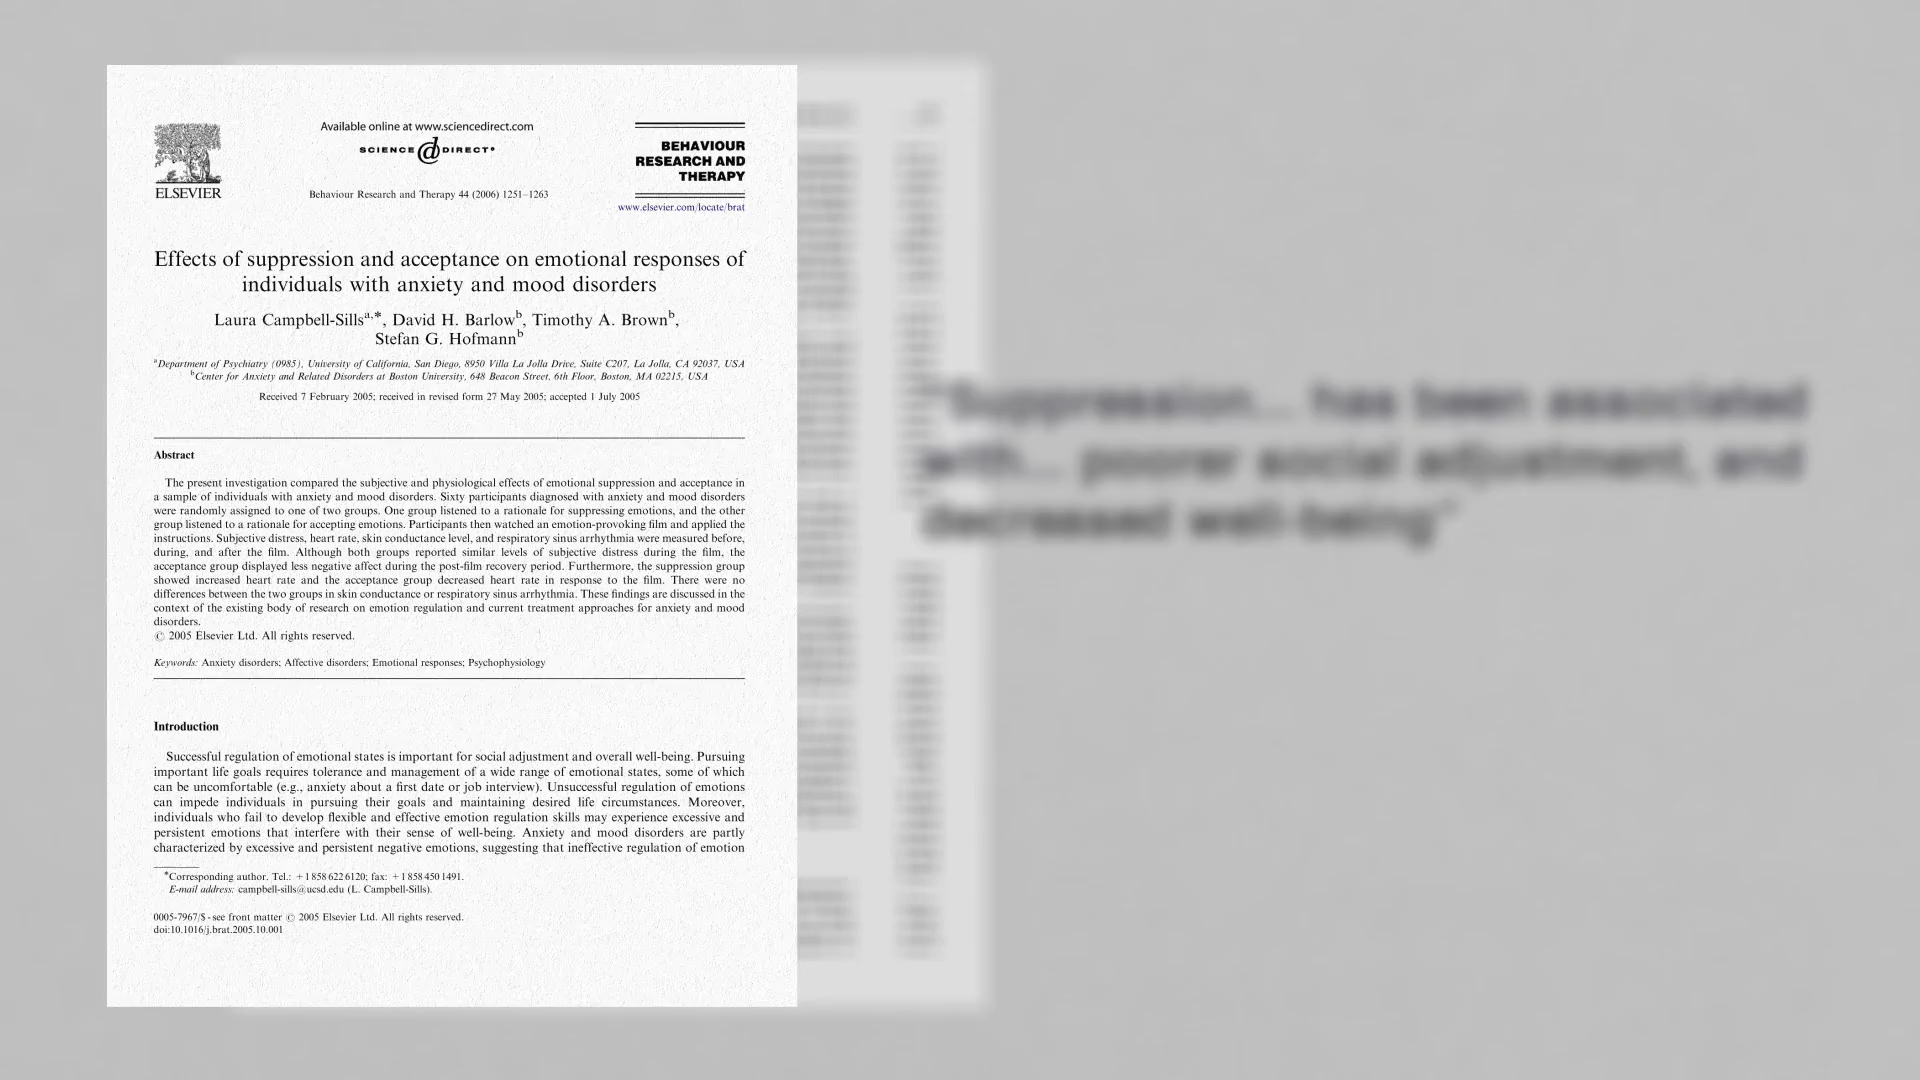 ELSEVIER
Available online at www.sciencedirect.com
SCIENCE @ DIRECT•
Behaviour Research and Therapy 44 (2006) 1251–1263
BEHAVIOUR
RESEARCH AND
THERAPY
www.elsevier.com/locate/brat
Effects of suppression and acceptance on emotional responses of
individuals with anxiety and mood disorders
Laura Campbell-Sills^a,*, David H. Barlow^b, Timothy A. Brown^b,
Stefan G. Hofmann^b
^aDepartment of Psychiatry (0985), University of California, San Diego, 8950 Villa La Jolla Drive, Suite C207, La Jolla, CA 92037, USA
^bCenter for Anxiety and Related Disorders at Boston University, 648 Beacon Street, 6th Floor, Boston, MA 02215, USA
Received 7 February 2005; received in revised form 27 May 2005; accepted 1 July 2005
Abstract
The present investigation compared the subjective and physiological effects of emotional suppression and acceptance in
a sample of individuals with anxiety and mood disorders. Sixty participants diagnosed with anxiety and mood disorders
were randomly assigned to one of two groups. One group listened to a rationale for suppressing emotions, and the other
group listened to a rationale for accepting emotions. Participants then watched an emotion-provoking film and applied the
instructions. Subjective distress, heart rate, skin conductance level, and respiratory sinus arrhythmia were measured before,
during, and after the film. Although both groups reported similar levels of subjective distress during the film, the
acceptance group displayed less negative affect during the post-film recovery period. Furthermore, the suppression group
showed increased heart rate and the acceptance group decreased heart rate in response to the film. There were no
differences between the two groups in skin conductance or respiratory sinus arrhythmia. These findings are discussed in the
context of the existing body of research on emotion regulation and current treatment approaches for anxiety and mood
disorders.
© 2005 Elsevier Ltd. All rights reserved.
Keywords: Anxiety disorders; Affective disorders; Emotional responses; Psychophysiology
Introduction
Successful regulation of emotional states is important for social adjustment and overall well-being. Pursuing
important life goals requires tolerance and management of a wide range of emotional states, some of which
can be uncomfortable (e.g., anxiety about a first date or job interview). Unsuccessful regulation of emotions
can impede individuals in pursuing their goals and maintaining desired life circumstances. Moreover,
individuals who fail to develop flexible and effective emotion regulation skills may experience excessive and
persistent emotions that interfere with their sense of well-being. Anxiety and mood disorders are partly
characterized by excessive and persistent negative emotions, suggesting that ineffective regulation of emotion
*Corresponding author. Tel.: +1 858 622 6120; fax: +1 858 450 1491.
E-mail address: campbell-sills@ucsd.edu (L. Campbell-Sills).
0005-7967/$ - see front matter © 2005 Elsevier Ltd. All rights reserved.
doi:10.1016/j.brat.2005.10.001
"Suppression... has been associated
with... poorer social adjustment, and
decreased well-being"